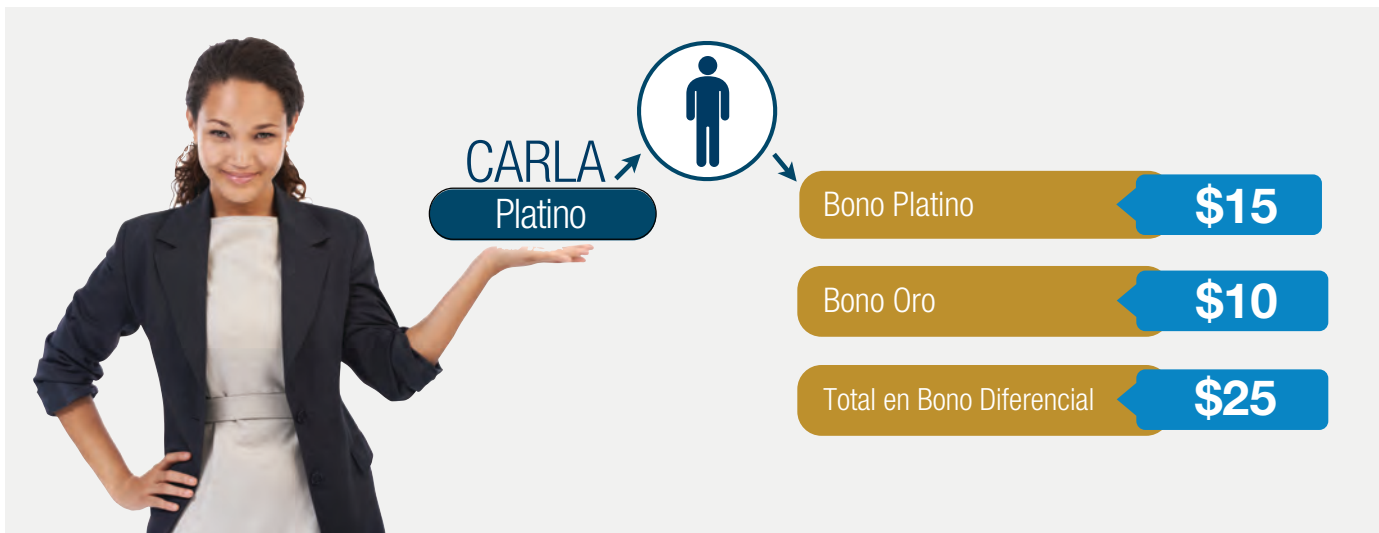 CARLA
Platino
Bono Platino
$15
Bono Oro
$10
Total en Bono Diferencial
$25